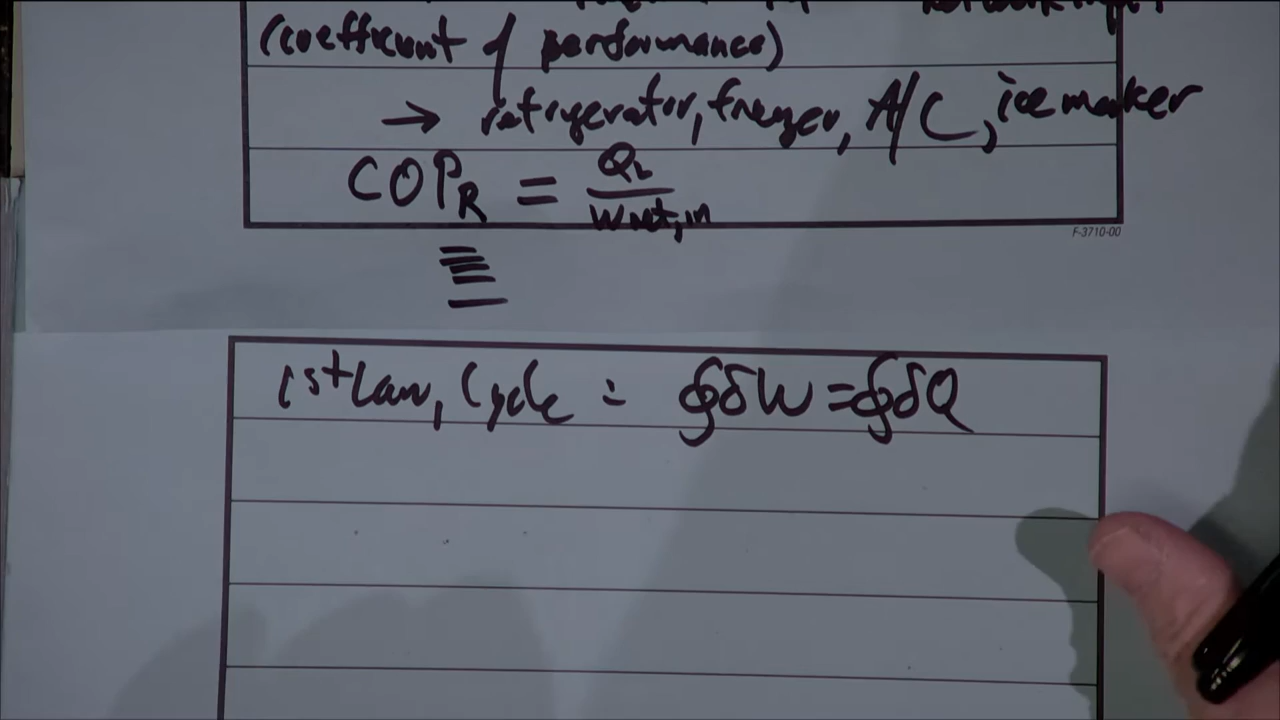 (coefficient of performance)
→ refrigerator, freezer, A/C, ice maker
COP_R = Q_L / W_net,in
F-3710-00
1st Law, Cycle : ∮δW = ∮δQ